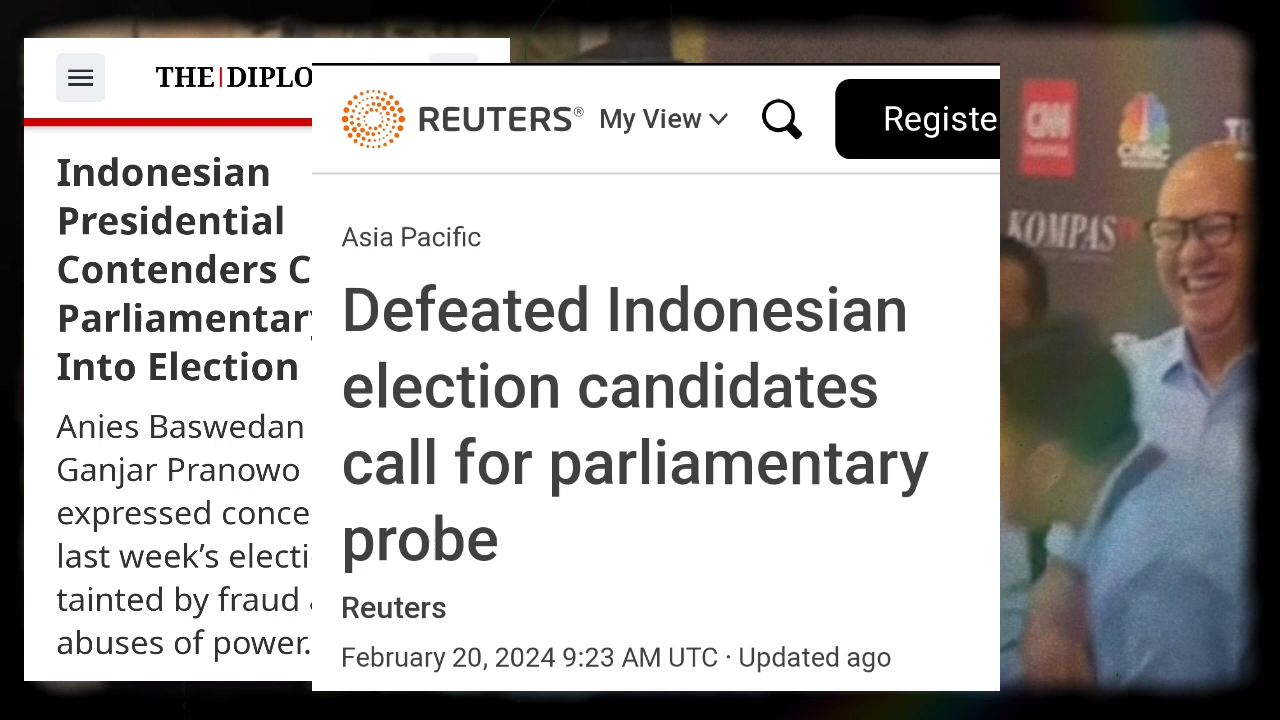 THE|DIPLO
Indonesian
Presidential
Contenders C
Parliamentary
Into Election
Anies Baswedan
Ganjar Pranowo
expressed conce
last week’s electi
tainted by fraud
abuses of power.
REUTERS®
My View
Registe
Asia Pacific
Defeated Indonesian
election candidates
call for parliamentary
probe
Reuters
February 20, 2024 9:23 AM UTC · Updated ago
CNN
CNBC
KOMPAS